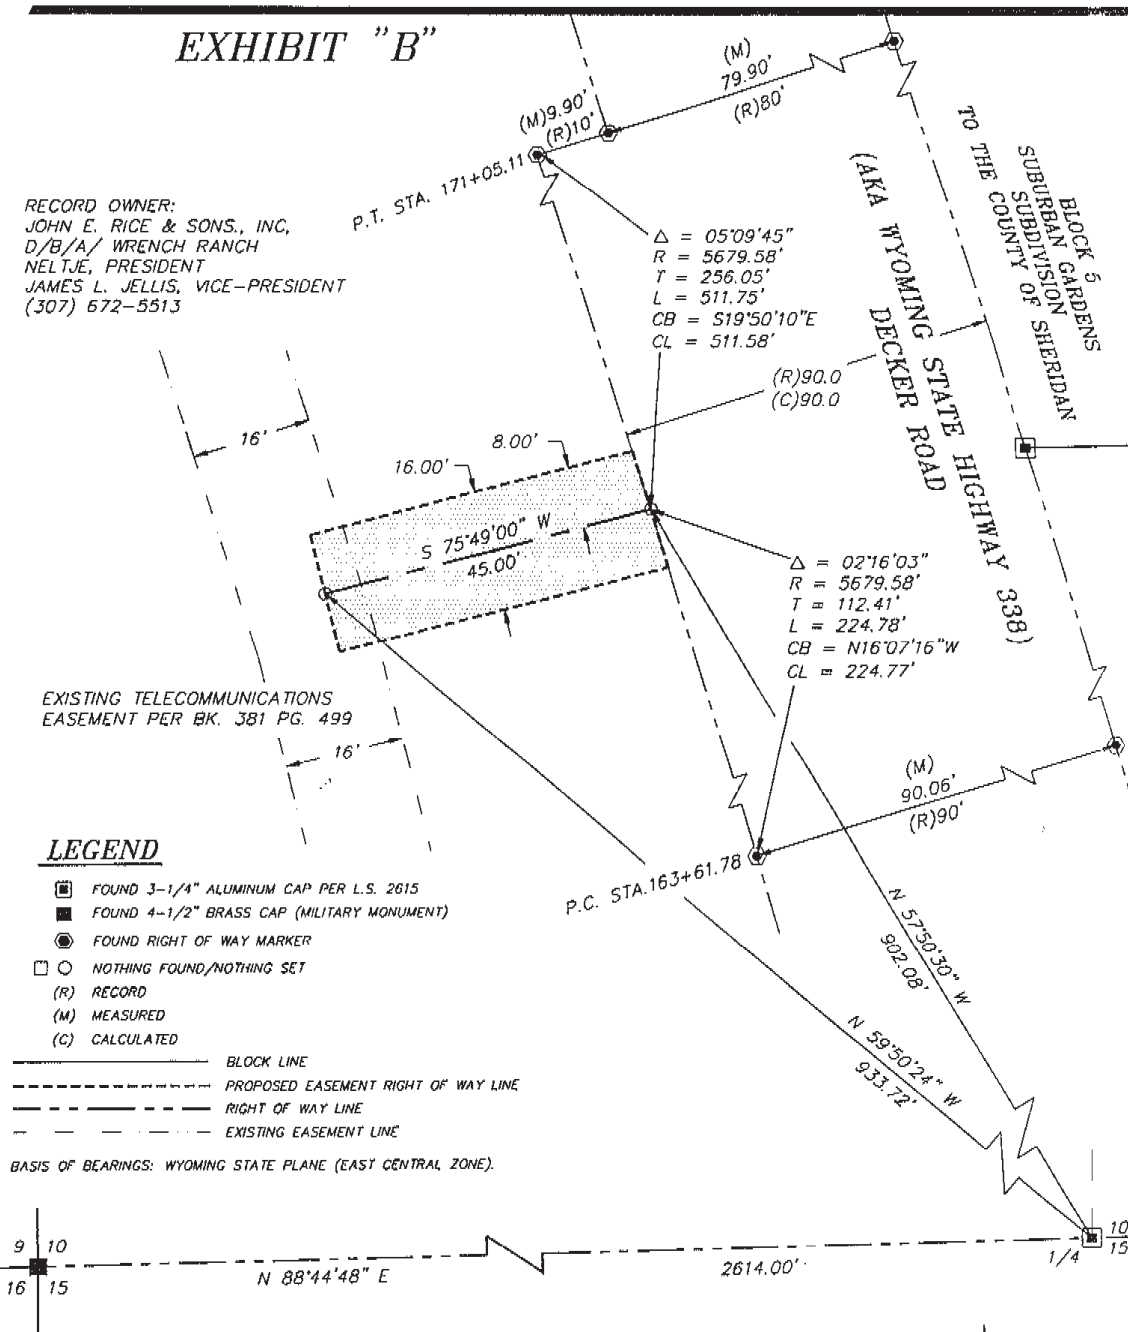 EXHIBIT "B"
(M)
79.90'
(R)80'
(M)9.90'
(R)10'
P.T. STA. 171+05.11
RECORD OWNER:
JOHN E. RICE & SONS., INC,
D/B/A/ WRENCH RANCH
NELTJE, PRESIDENT
JAMES L. JELLIS, VICE-PRESIDENT
(307) 672-5513
Δ = 05°09'45"
R = 5679.58'
T = 256.05'
L = 511.75'
CB = S19°50'10"E
CL = 511.58'
BLOCK 5
SUBURBAN GARDENS
SUBDIVISION
TO THE COUNTY OF SHERIDAN
(AKA WYOMING STATE HIGHWAY 338)
DECKER ROAD
(R)90.0
(C)90.0
16'
8.00'
16.00'
S 75°49'00" W
45.00'
Δ = 02°16'03"
R = 5679.58'
T = 112.41'
L = 224.78'
CB = N16°07'16"W
CL = 224.77'
EXISTING TELECOMMUNICATIONS
EASEMENT PER BK. 381 PG. 499
16'
(M)
90.06'
(R)90'
P.C. STA.163+61.78
N 57°50'30" W
902.08'
N 59°50'24" W
933.72'
LEGEND
FOUND 3-1/4" ALUMINUM CAP PER L.S. 2615
FOUND 4-1/2" BRASS CAP (MILITARY MONUMENT)
FOUND RIGHT OF WAY MARKER
NOTHING FOUND/NOTHING SET
(R) RECORD
(M) MEASURED
(C) CALCULATED
BLOCK LINE
PROPOSED EASEMENT RIGHT OF WAY LINE
RIGHT OF WAY LINE
EXISTING EASEMENT LINE
BASIS OF BEARINGS: WYOMING STATE PLANE (EAST CENTRAL ZONE).
9 10
16 15
N 88°44'48" E
2614.00'
1/4
10
15